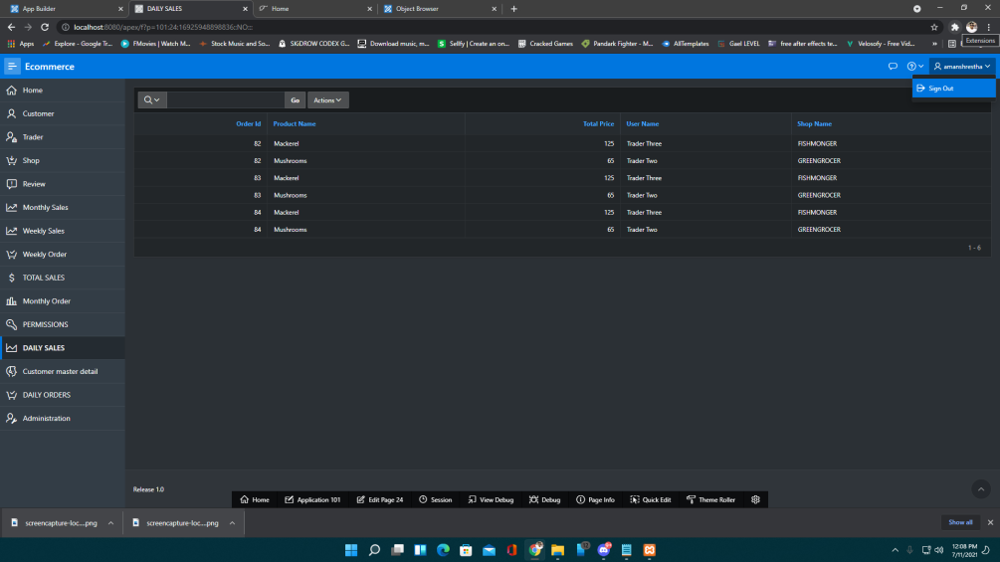 App Builder
DAILY SALES
Home
Object Browser
localhost:8080/apex/f?p=101:24:16925948898836::NO:::
Apps
Explore - Google Tr...
FMovies | Watch M...
Stock Music and So...
SIGDROW CODEX G...
Download music, m...
Sellfy | Create an on...
Cracked Games
Pandark Fighter - M...
AllTemplates
Gael LEVEL
free after effects te...
Velosofy - Free Vid...
Extensions
Ecommerce
amanshrestha
Sign Out
Home
Customer
Trader
Shop
Review
Monthly Sales
Weekly Sales
Weekly Order
TOTAL SALES
Monthly Order
PERMISSIONS
DAILY SALES
Customer master detail
DAILY ORDERS
Administration
Go
Actions
Order Id Product Name Total Price User Name Shop Name
82 Mackerel 125 Trader Three FISHMONGER
82 Mushrooms 65 Trader Two GREENGROCER
83 Mackerel 125 Trader Three FISHMONGER
83 Mushrooms 65 Trader Two GREENGROCER
84 Mackerel 125 Trader Three FISHMONGER
84 Mushrooms 65 Trader Two GREENGROCER
1 - 6
Release 1.0
Home
Application 101
Edit Page 24
Session
View Debug
Debug
Page Info
Quick Edit
Theme Roller
screencapture-loc....png
screencapture-loc....png
Show all
12:08 PM
7/11/2021